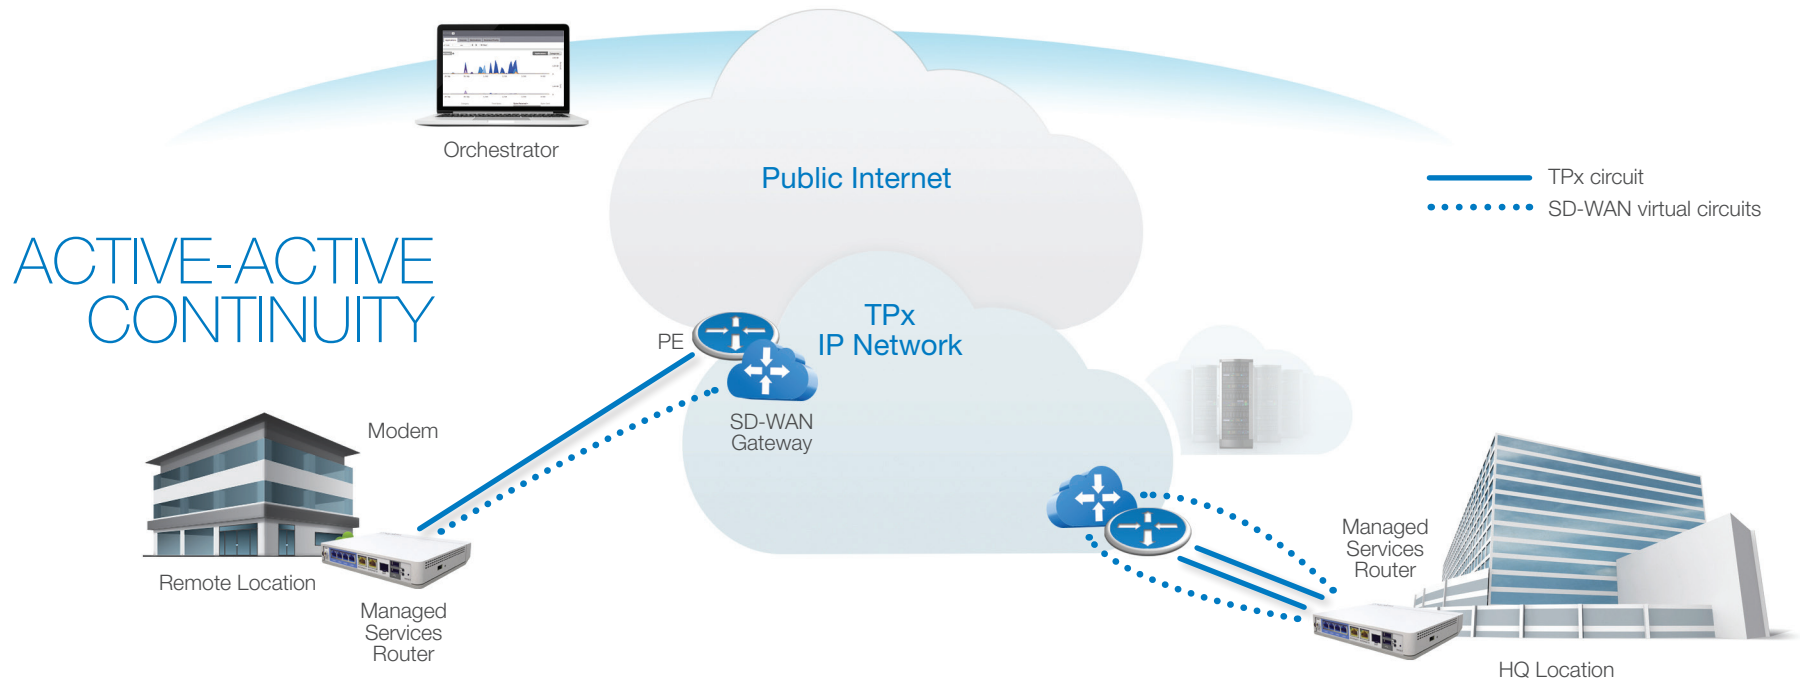 Orchestrator
Public Internet
TPx circuit
SD-WAN virtual circuits
ACTIVE-ACTIVE
CONTINUITY
TPx
IP Network
PE
SD-WAN
Gateway
Modem
Remote Location
Managed
Services
Router
Managed
Services
Router
HQ Location